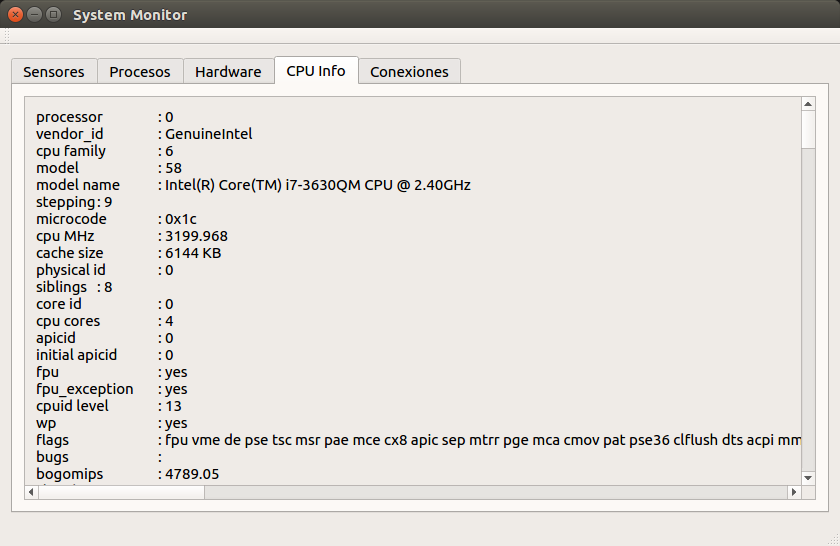 System Monitor
Sensores Procesos Hardware CPU Info Conexiones
processor : 0
vendor_id : GenuineIntel
cpu family : 6
model : 58
model name : Intel(R) Core(TM) i7-3630QM CPU @ 2.40GHz
stepping : 9
microcode : 0x1c
cpu MHz : 3199.968
cache size : 6144 KB
physical id : 0
siblings : 8
core id : 0
cpu cores : 4
apicid : 0
initial apicid : 0
fpu : yes
fpu_exception : yes
cpuid level : 13
wp : yes
flags : fpu vme de pse tsc msr pae mce cx8 apic sep mtrr pge mca cmov pat pse36 clflush dts acpi
bugs :
bogomips : 4789.05